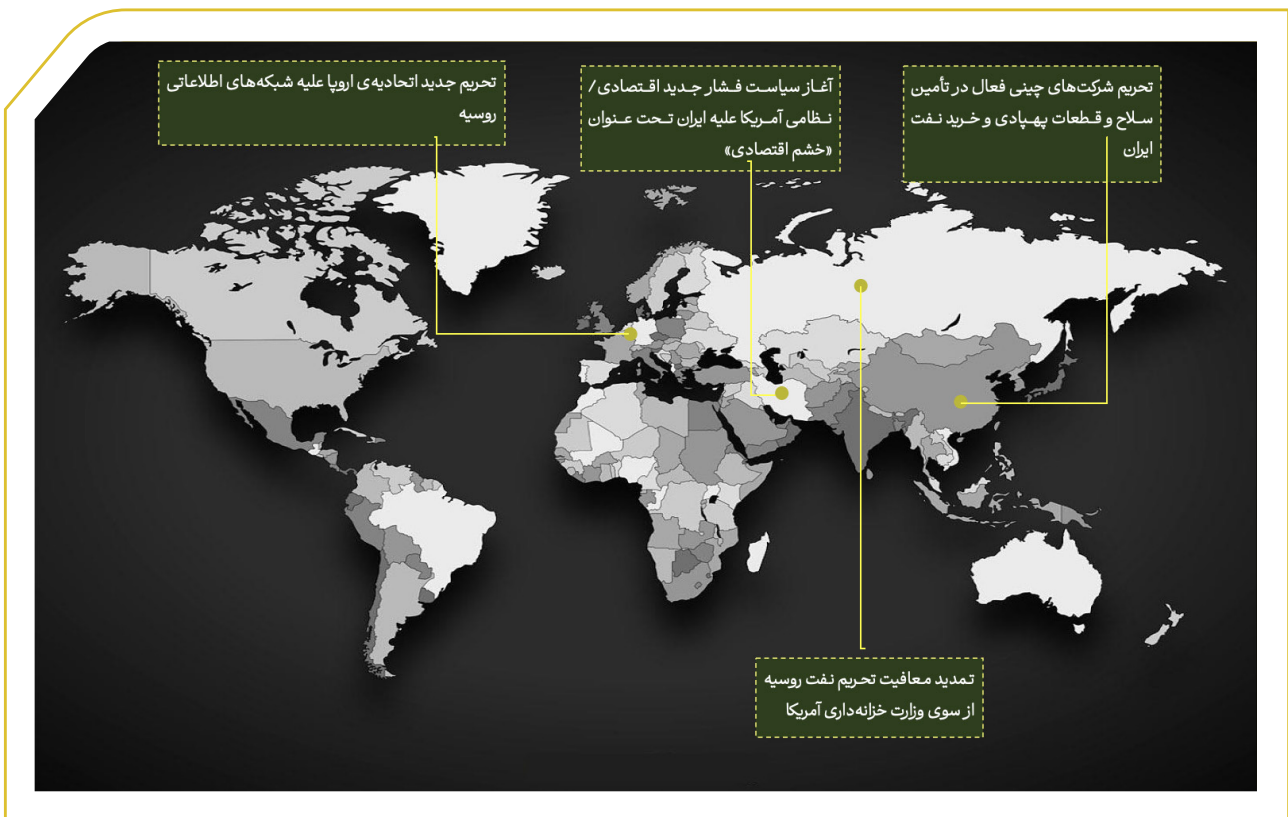 تحریم شرکت‌های چینی فعال در تأمین
سلاح و قطعات پهپادی و خرید نفت
ایران
آغاز سیاست فشار جدید اقتصادی/
نظامی آمریکا علیه ایران تحت عنوان
«خشم اقتصادی»
تحریم جدید اتحادیه‌ی اروپا علیه شبکه‌های اطلاعاتی
روسیه
تمدید معافیت تحریم نفت روسیه
از سوی وزارت خزانه‌داری آمریکا